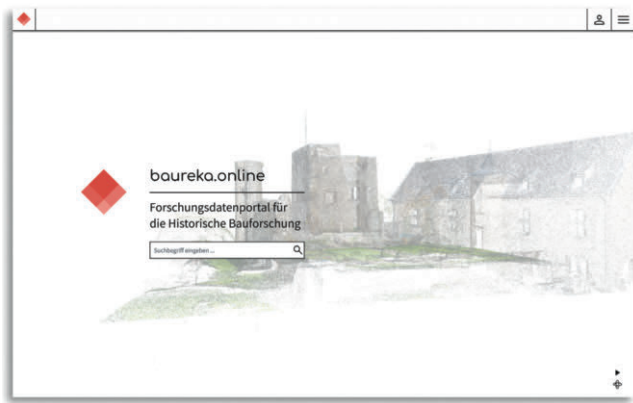 baureka.online
Forschungsdatenportal für
die Historische Bauforschung
Suchbegriff eingeben ...